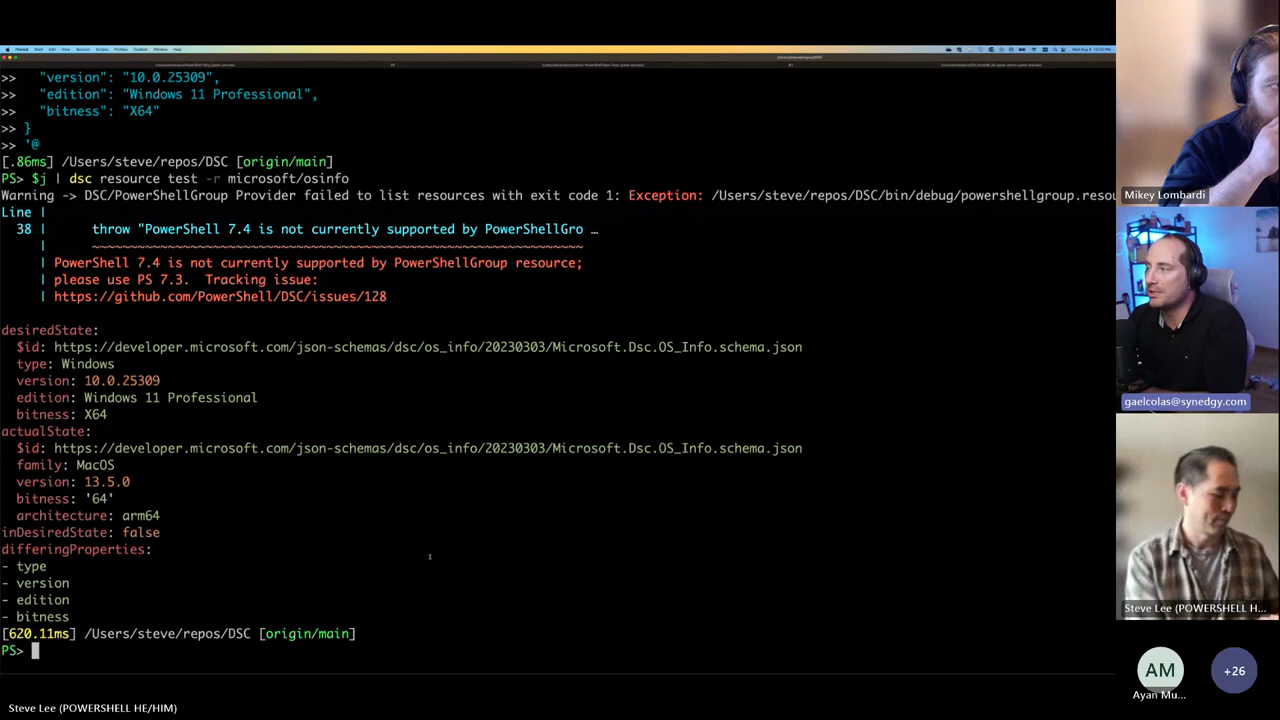 >>   "version": "10.0.25309",
>>   "edition": "Windows 11 Professional",
>>   "bitness": "X64"
>> }
>> '@
[.86ms] /Users/steve/repos/DSC [origin/main]
PS> $j | dsc resource test -r microsoft/osinfo
Warning -> DSC/PowerShellGroup Provider failed to list resources with exit code 1: Exception: /Users/steve/repos/DSC/bin/debug/powershellgroup.resou
Line |
38 |     throw "PowerShell 7.4 is not currently supported by PowerShellGro …
| ~~~~~~~~~~~~~~~~~~~~~~~~~~~~~~~~~~~~~~~~~~~~~~~~~~~~~~~~~~
| PowerShell 7.4 is not currently supported by PowerShellGroup resource;
| please use PS 7.3.  Tracking issue:
| https://github.com/PowerShell/DSC/issues/128
desiredState:
$id: https://developer.microsoft.com/json-schemas/dsc/os_info/20230303/Microsoft.Dsc.OS_Info.schema.json
type: Windows
version: 10.0.25309
edition: Windows 11 Professional
bitness: X64
actualState:
$id: https://developer.microsoft.com/json-schemas/dsc/os_info/20230303/Microsoft.Dsc.OS_Info.schema.json
family: MacOS
version: 13.5.0
bitness: '64'
architecture: arm64
inDesiredState: false
differingProperties:
- type
- version
- edition
- bitness
[620.11ms] /Users/steve/repos/DSC [origin/main]
PS>
Mikey Lombardi
gaelcolas@synedgy.com
Steve Lee (POWERSHELL H...
AM
Ayan Mu...
+26
Steve Lee (POWERSHELL HE/HIM)